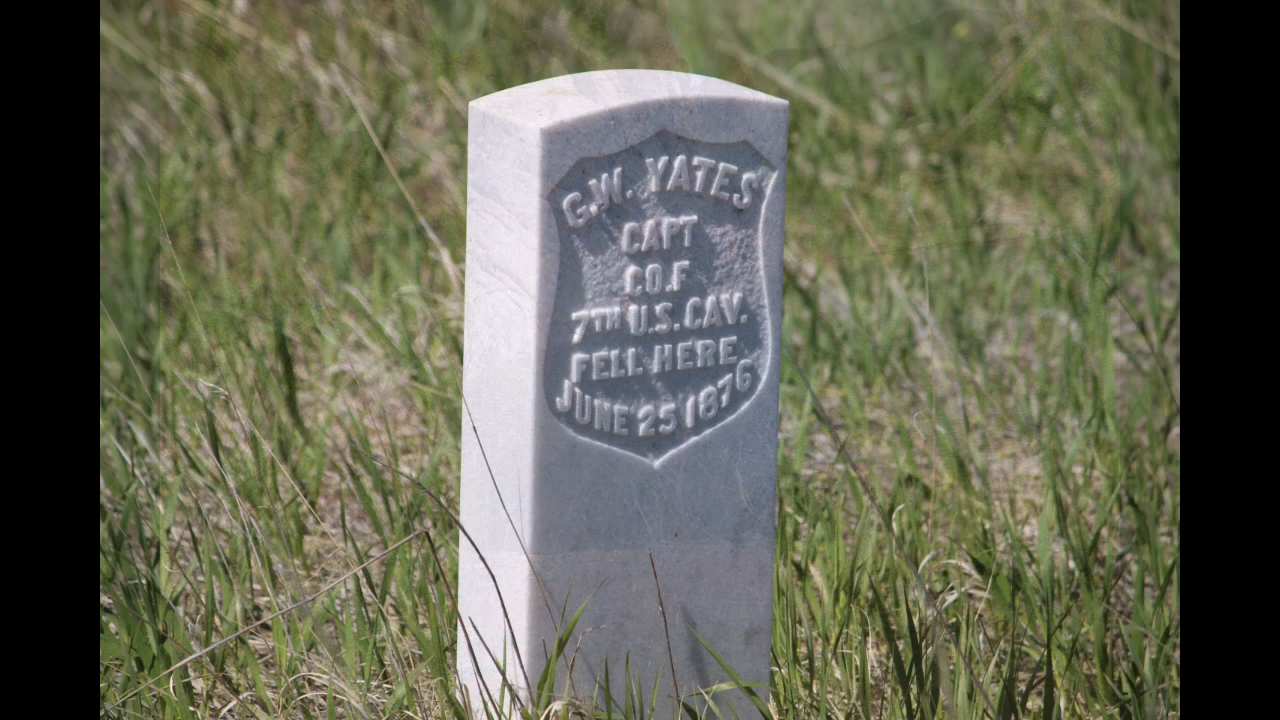 G.W. YATES
CAPT
CO.F
7TH U.S. CAV.
FELL HERE
JUNE 25 1876